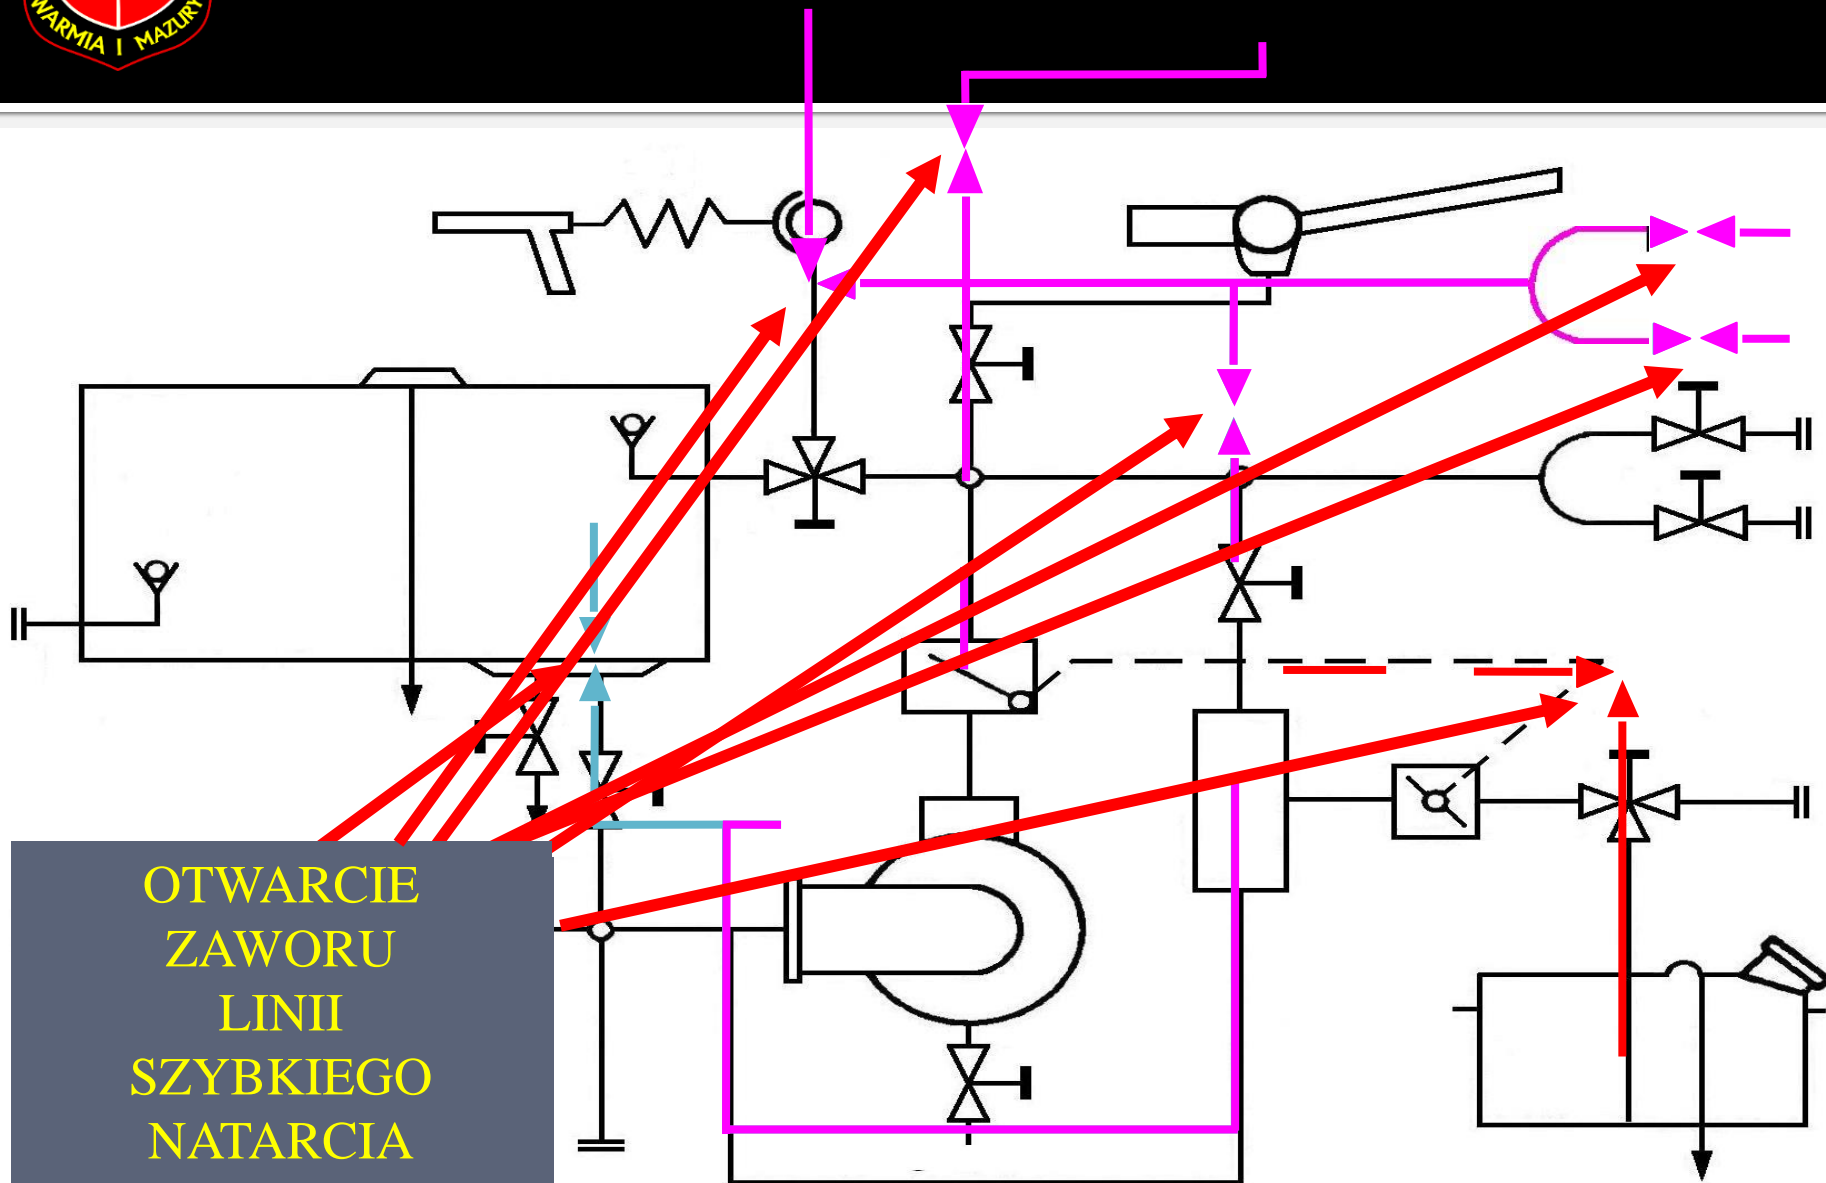 WARMIA I MAZURY
OTWARCIE
ZAWORU
LINII
SZYBKIEGO
NATARCIA